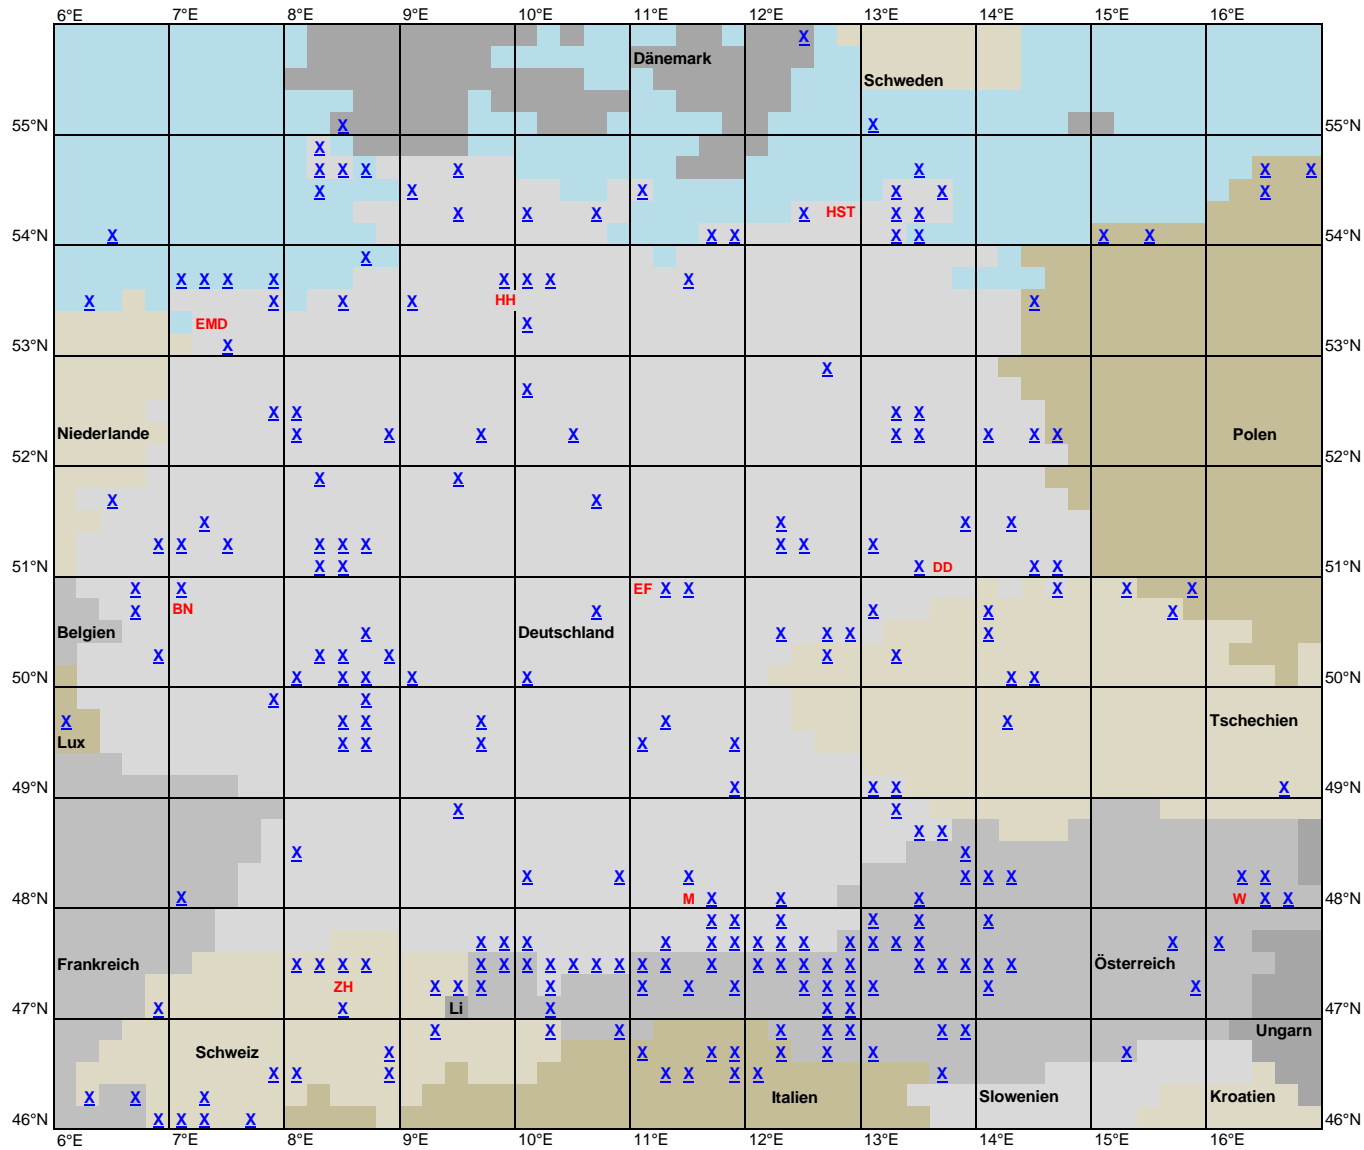 6°E 7°E 8°E 9°E 10°E 11°E 12°E 13°E 14°E 15°E 16°E
X
Dänemark
Schweden
55°N X X 55°N
X
X X X X X X
X X X X X X
X X X X HST X X
54°N X X X X X X X 54°N
X
X X X X X X X X
X X X X HH X
EMD X
53°N X 53°N
X
X
X X X X
Niederlande X X X X X X X X X Polen
52°N 52°N
X X
X X
X X X X
X X X X X X X X X
51°N X X X DD X X 51°N
X X EF X X X X X
BN X X X X X
Belgien X Deutschland X X X X
X X X X X X
50°N X X X X X X X 50°N
X X
X X X X X X Tschechien
Lux X X X X X
49°N X X X X 49°N
X X
X X
X X
X X X X X X X X
48°N X M X X X W X X 48°N
X X X X X X
X X X X X X X X X X X X X X X
Frankreich X X X X X X X X X X X X X X X X X X X X X X X X Österreich
ZH X X X X X X X X X X X X
47°N X X Li X X X 47°N
X X X X X X X X Ungarn
Schweiz X X X X X X X X
X X X X X X X X
X X X Italien Slowenien Kroatien
46°N X X X X 46°N
6°E 7°E 8°E 9°E 10°E 11°E 12°E 13°E 14°E 15°E 16°E